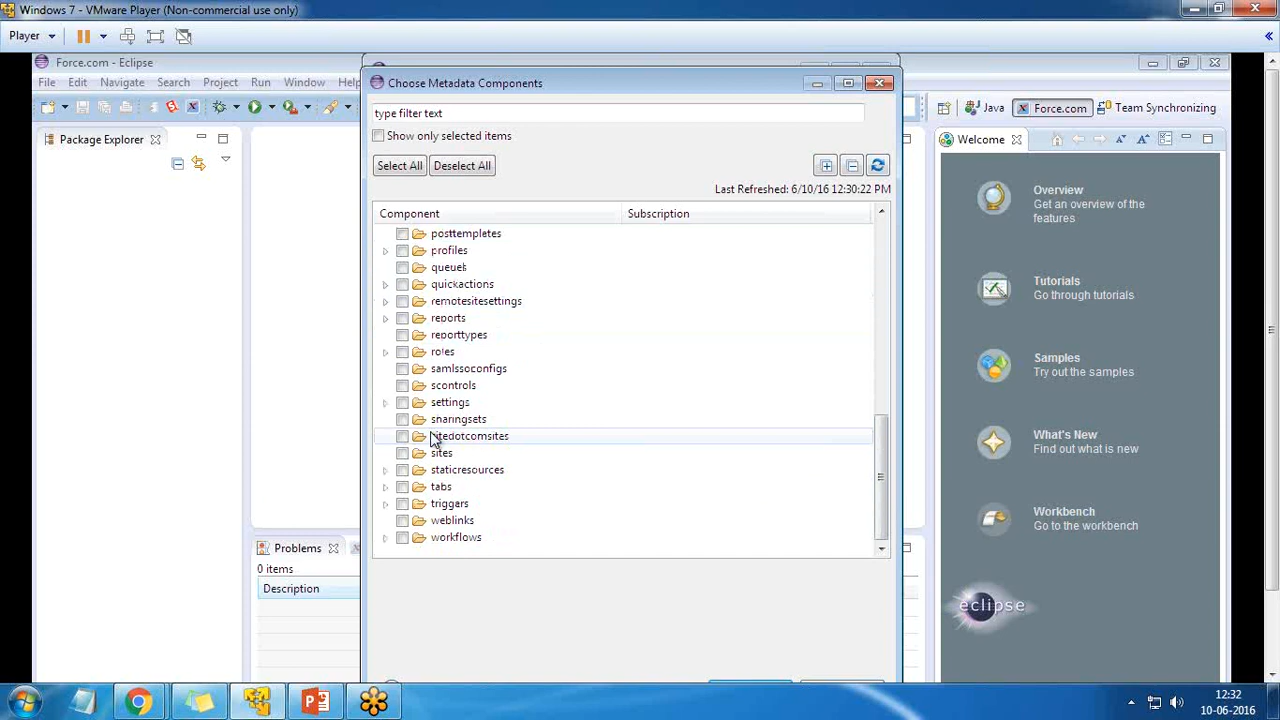 Windows 7 - VMware Player (Non-commercial use only)
Player
Force.com - Eclipse
File Edit Navigate Search Project Run Window Help
Java Force.com Team Synchronizing
Package Explorer
Choose Metadata Components
type filter text
Show only selected items
Select All Deselect All
Last Refreshed: 6/10/16 12:30:22 PM
Component Subscription
posttempletes
profiles
queues
quickactions
remotesitesettings
reports
reporttypes
roles
samlssoconfigs
scontrols
settings
sharingsets
sitedotcomsites
sites
staticresources
tabs
triggars
weblinks
workflows
Welcome
Overview
Get an overview of the
features
Tutorials
Go through tutorials
Samples
Try out the samples
What's New
Find out what is new
Workbench
Go to the workbench
eclipse
Problems
0 items
Description
12:32
10-06-2016